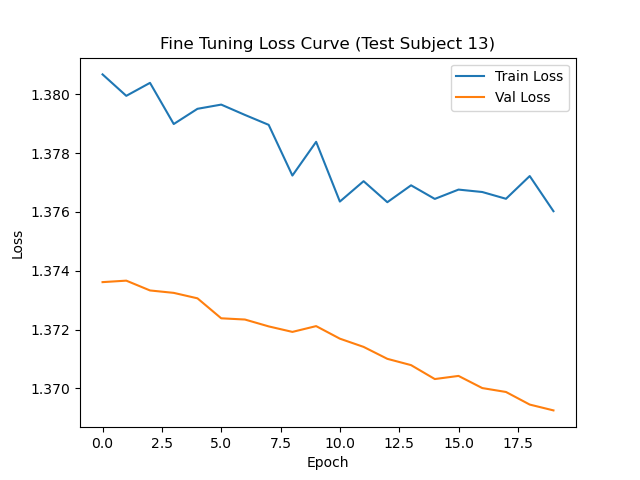 Fine Tuning Loss Curve (Test Subject 13)
Train Loss
Val Loss
1.380
1.378
1.376
1.374
1.372
1.370
Loss
0.0 2.5 5.0 7.5 10.0 12.5 15.0 17.5
Epoch